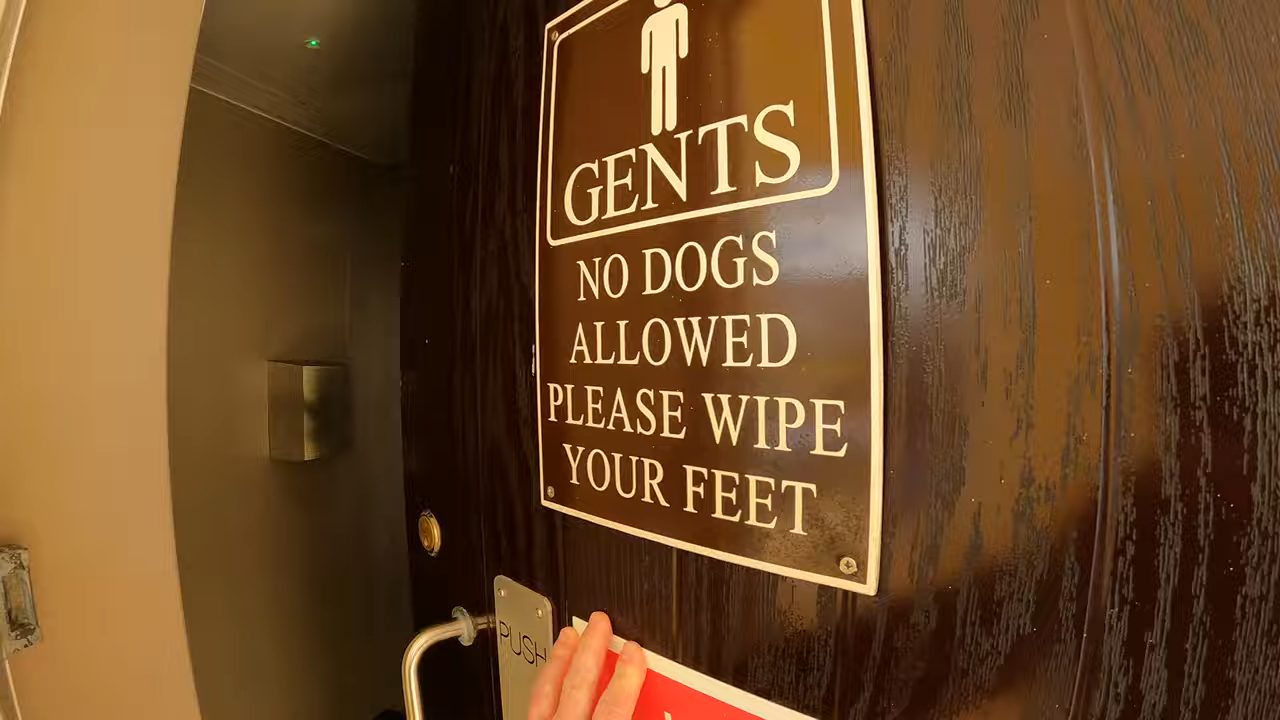 GENTS
NO DOGS
ALLOWED
PLEASE WIPE
YOUR FEET
PUSH